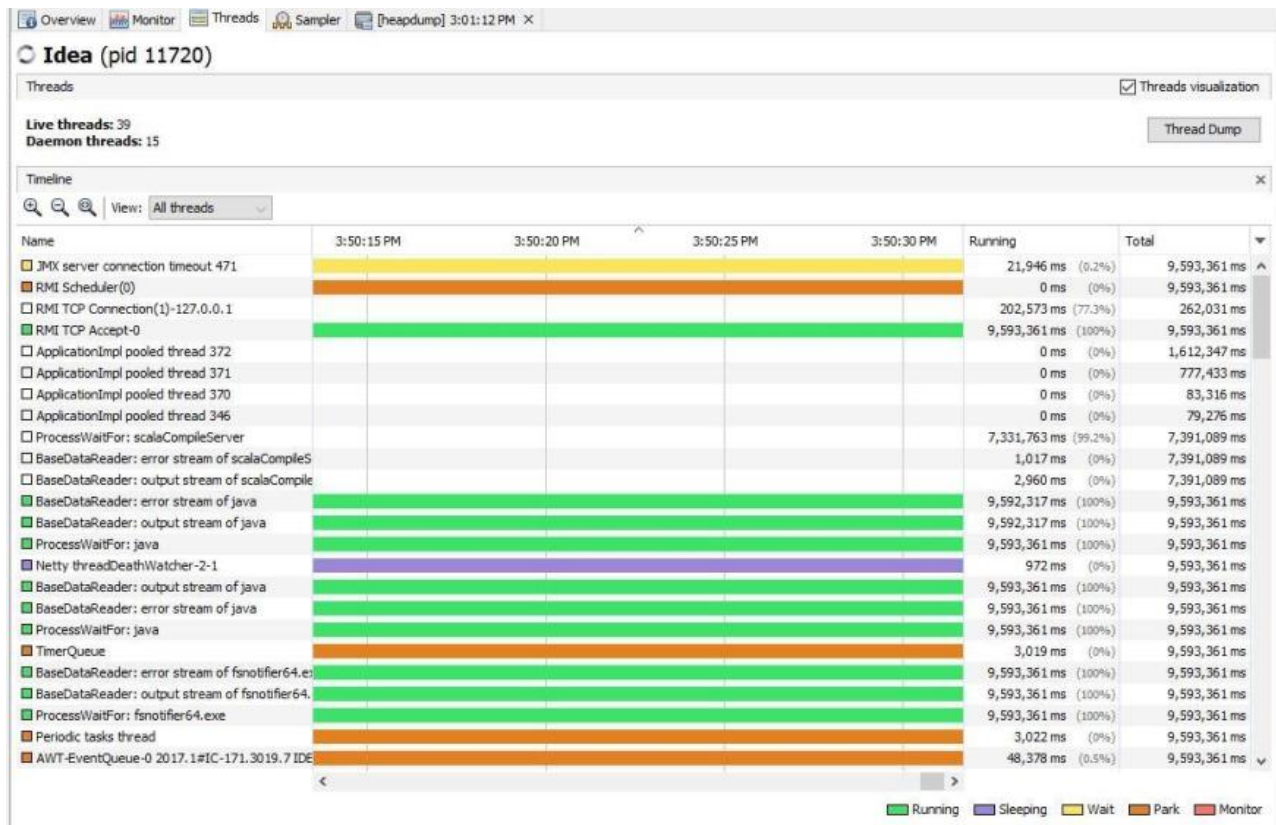 Overview Monitor Threads Sampler [heapdump] 3:01:12 PM ×
Idea (pid 11720)
Threads Threads visualization
Live threads: 39
Daemon threads: 15
Thread Dump
Timeline ×
View: All threads
Name 3:50:15 PM 3:50:20 PM 3:50:25 PM 3:50:30 PM Running Total
JMX server connection timeout 471 21,946 ms (0.2%) 9,593,361 ms
RMI Scheduler(0) 0 ms (0%) 9,593,361 ms
RMI TCP Connection(1)-127.0.0.1 202,573 ms (77.3%) 262,031 ms
RMI TCP Accept-0 9,593,361 ms (100%) 9,593,361 ms
ApplicationImpl pooled thread 372 0 ms (0%) 1,612,347 ms
ApplicationImpl pooled thread 371 0 ms (0%) 777,433 ms
ApplicationImpl pooled thread 370 0 ms (0%) 83,316 ms
ApplicationImpl pooled thread 346 0 ms (0%) 79,276 ms
ProcessWaitFor: scalaCompileServer 7,331,763 ms (99.2%) 7,391,089 ms
BaseDataReader: error stream of scalaCompileS 1,017 ms (0%) 7,391,089 ms
BaseDataReader: output stream of scalaCompile 2,960 ms (0%) 7,391,089 ms
BaseDataReader: error stream of java 9,592,317 ms (100%) 9,593,361 ms
BaseDataReader: output stream of java 9,592,317 ms (100%) 9,593,361 ms
ProcessWaitFor: java 9,593,361 ms (100%) 9,593,361 ms
Netty threadDeathWatcher-2-1 972 ms (0%) 9,593,361 ms
BaseDataReader: output stream of java 9,593,361 ms (100%) 9,593,361 ms
BaseDataReader: error stream of java 9,593,361 ms (100%) 9,593,361 ms
ProcessWaitFor: java 9,593,361 ms (100%) 9,593,361 ms
TimerQueue 3,019 ms (0%) 9,593,361 ms
BaseDataReader: error stream of fsnotifier64.ex 9,593,361 ms (100%) 9,593,361 ms
BaseDataReader: output stream of fsnotifier64. 9,593,361 ms (100%) 9,593,361 ms
ProcessWaitFor: fsnotifier64.exe 9,593,361 ms (100%) 9,593,361 ms
Periodic tasks thread 3,022 ms (0%) 9,593,361 ms
AWT-EventQueue-0 2017.1#IC-171.3019.7 IDE 48,378 ms (0.5%) 9,593,361 ms
Running Sleeping Wait Park Monitor